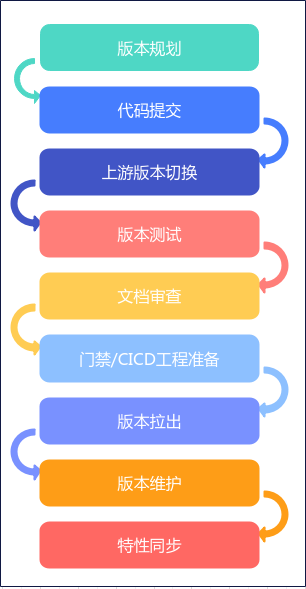 版本规划
代码提交
上游版本切换
版本测试
文档审查
门禁/CICD工程准备
版本拉出
版本维护
特性同步